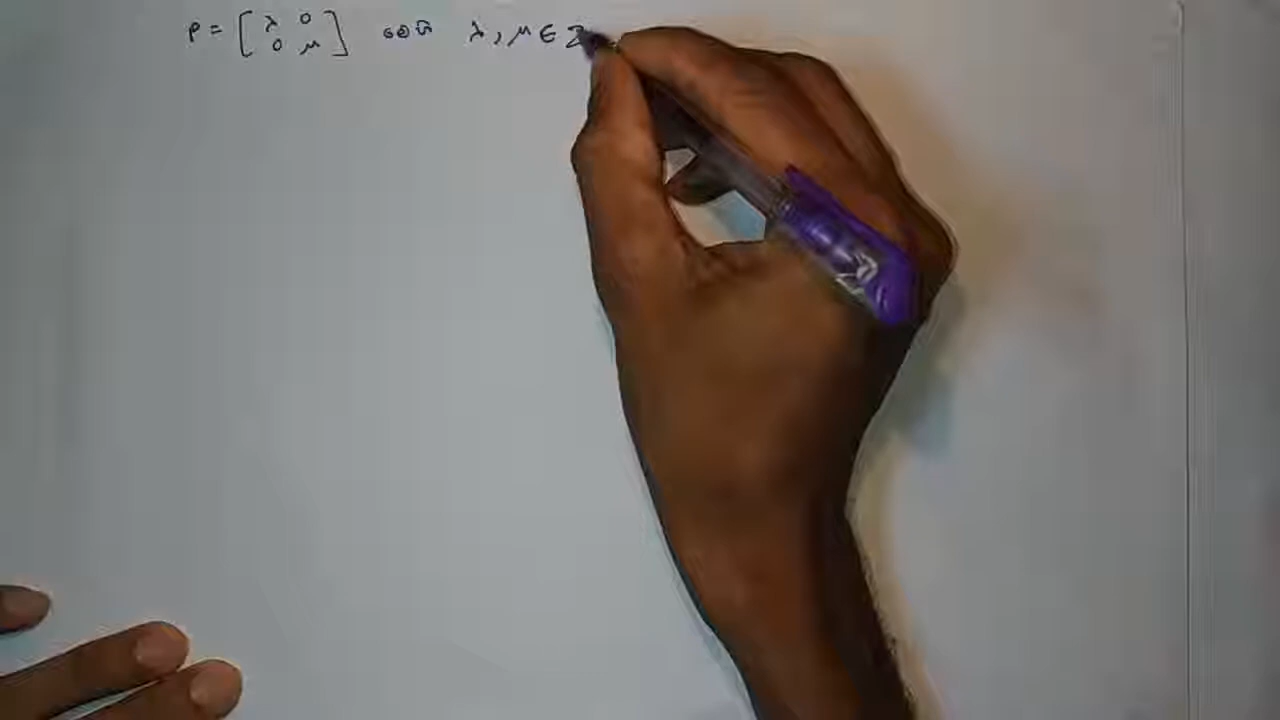 P = [ λ 0 ; 0 μ ] මෙහි λ, μ ∈ Z